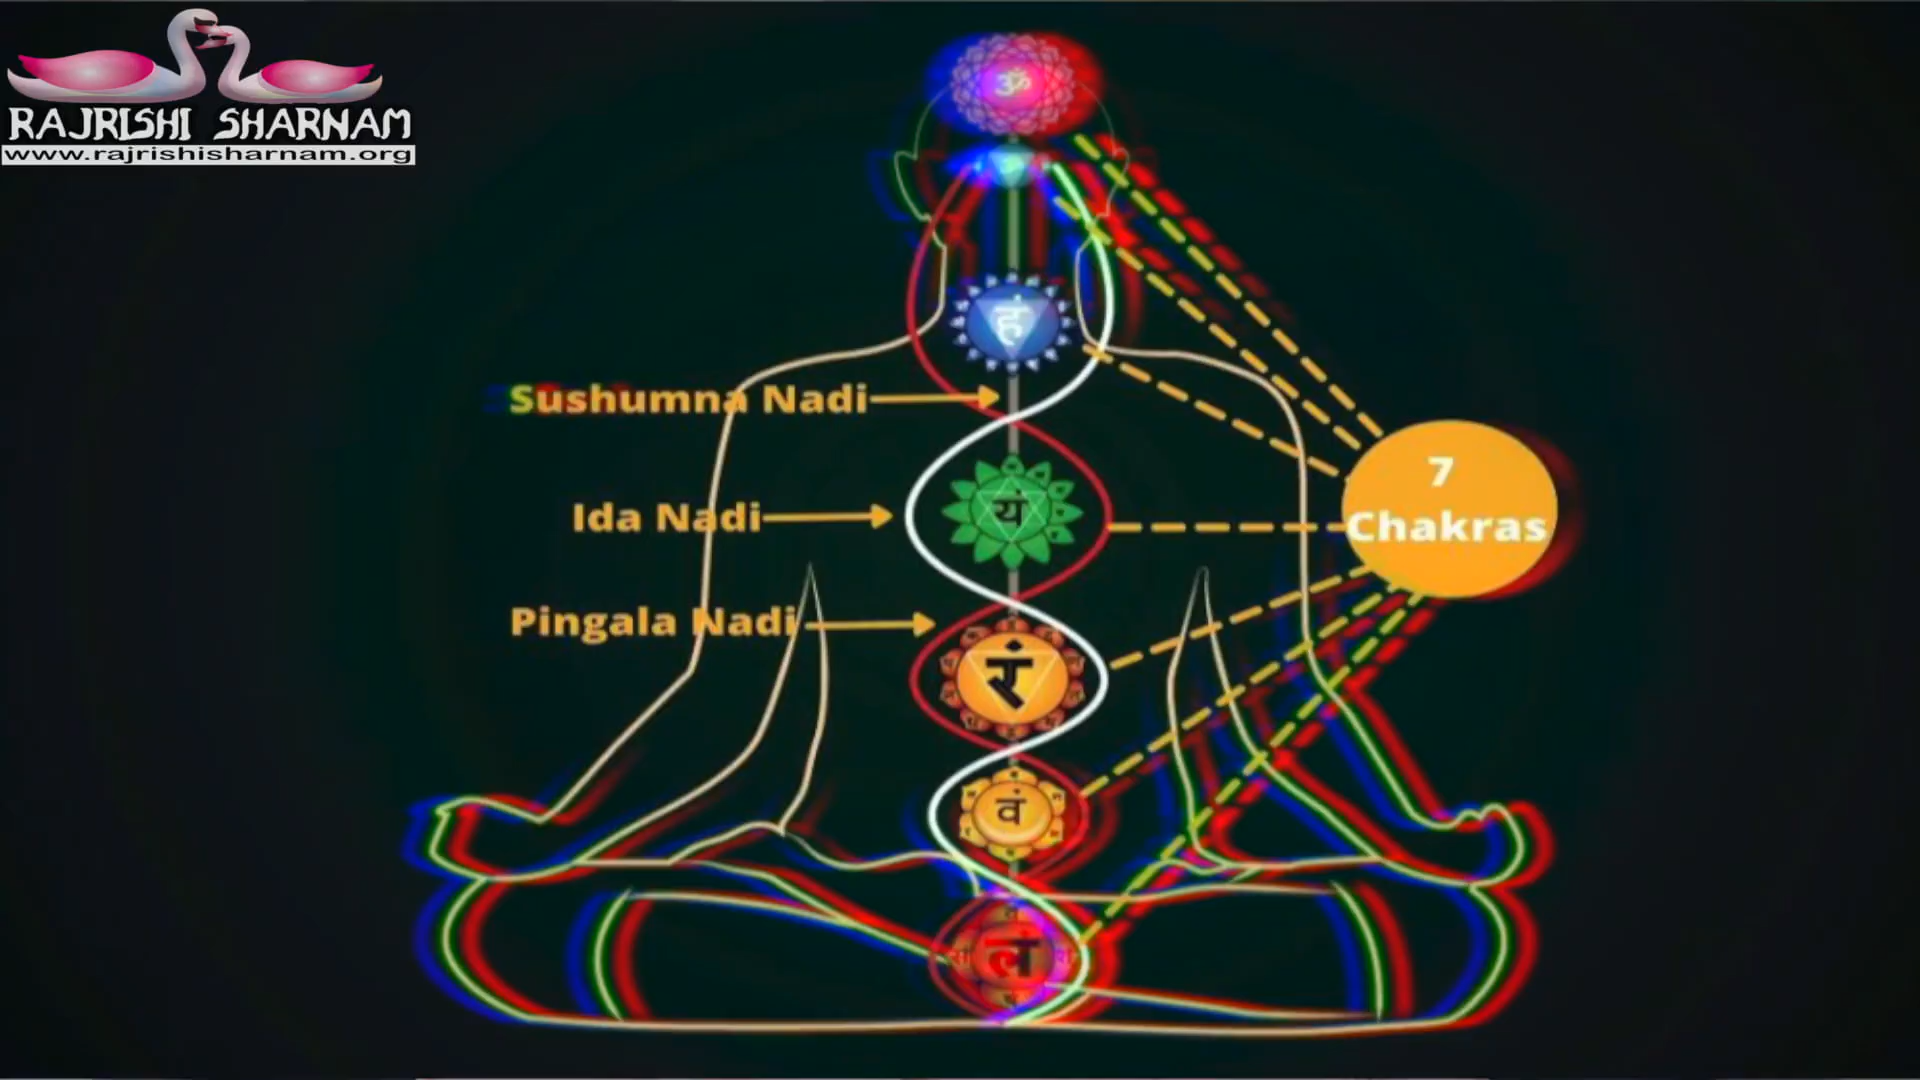 RAJRISHI SHARNAM
www.rajrishisharnam.org
ॐ
हं
Sushumna Nadi
7
Chakras
यं
Ida Nadi
Pingala Nadi
रं
वं
लं